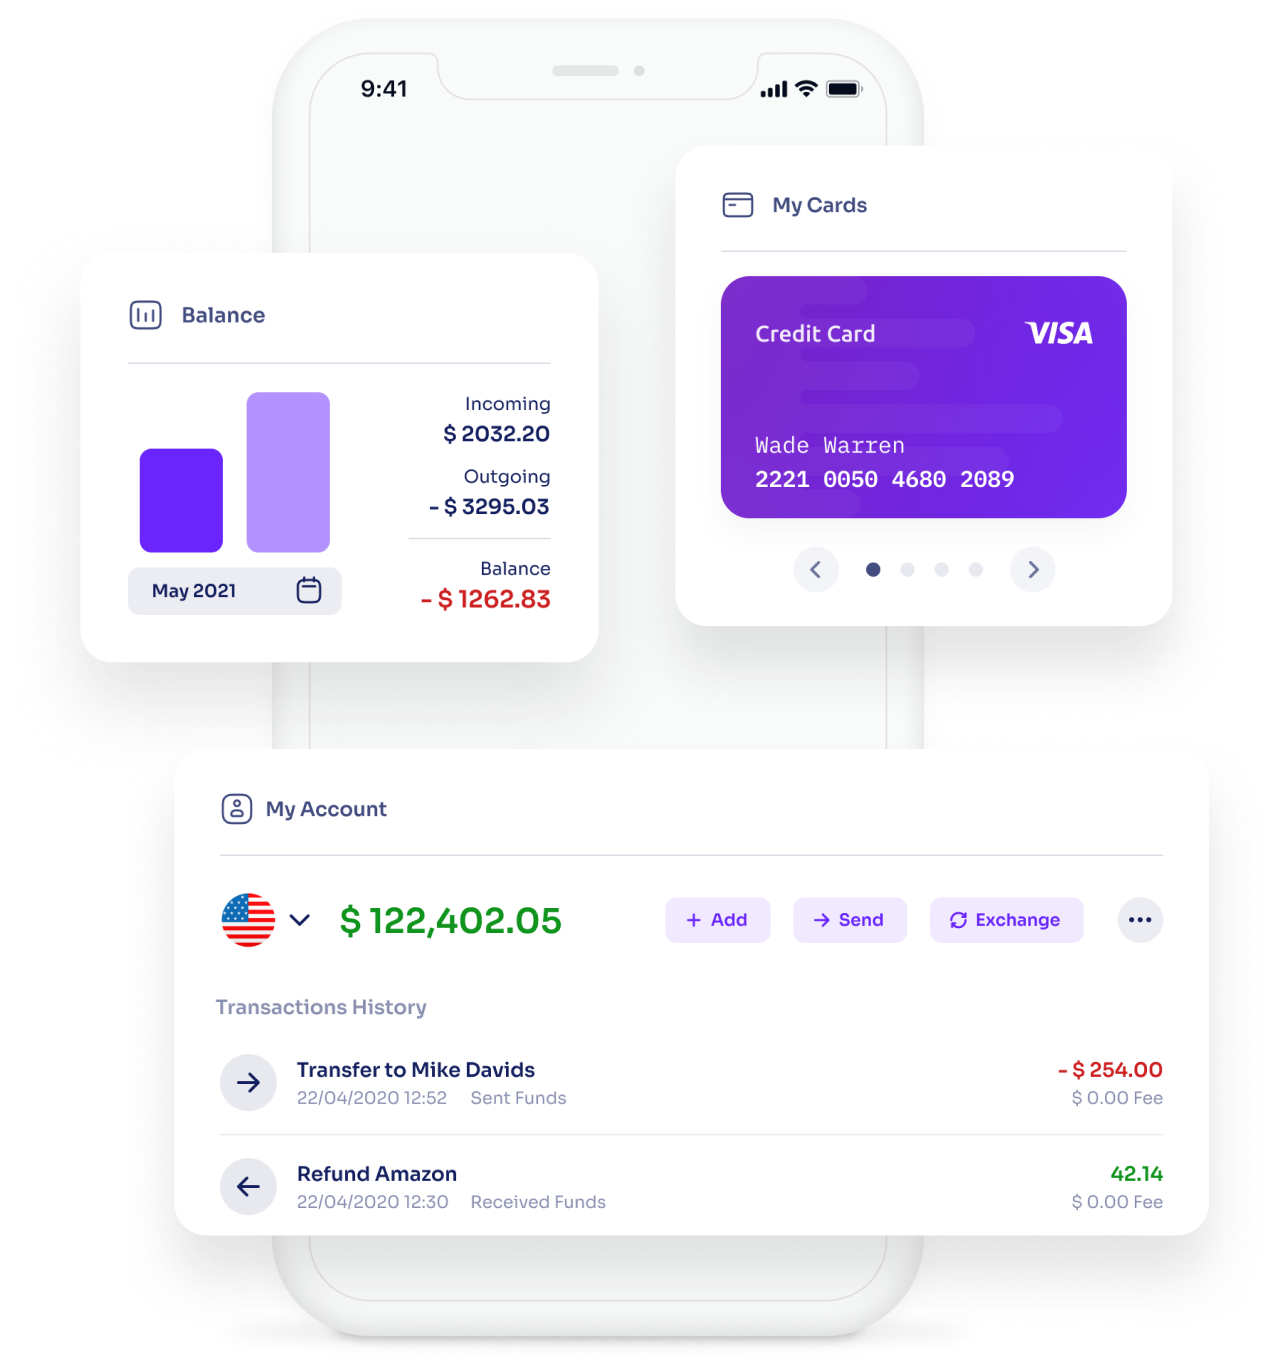 9:41
My Cards
Credit Card
VISA
Wade Warren
2221 0050 4680 2089
Balance
Incoming
$ 2032.20
Outgoing
- $ 3295.03
Balance
- $ 1262.83
May 2021
My Account
$ 122,402.05
+ Add
Send
Exchange
Transactions History
Transfer to Mike Davids
- $ 254.00
22/04/2020 12:52 Sent Funds
$ 0.00 Fee
Refund Amazon
42.14
22/04/2020 12:30 Received Funds
$ 0.00 Fee